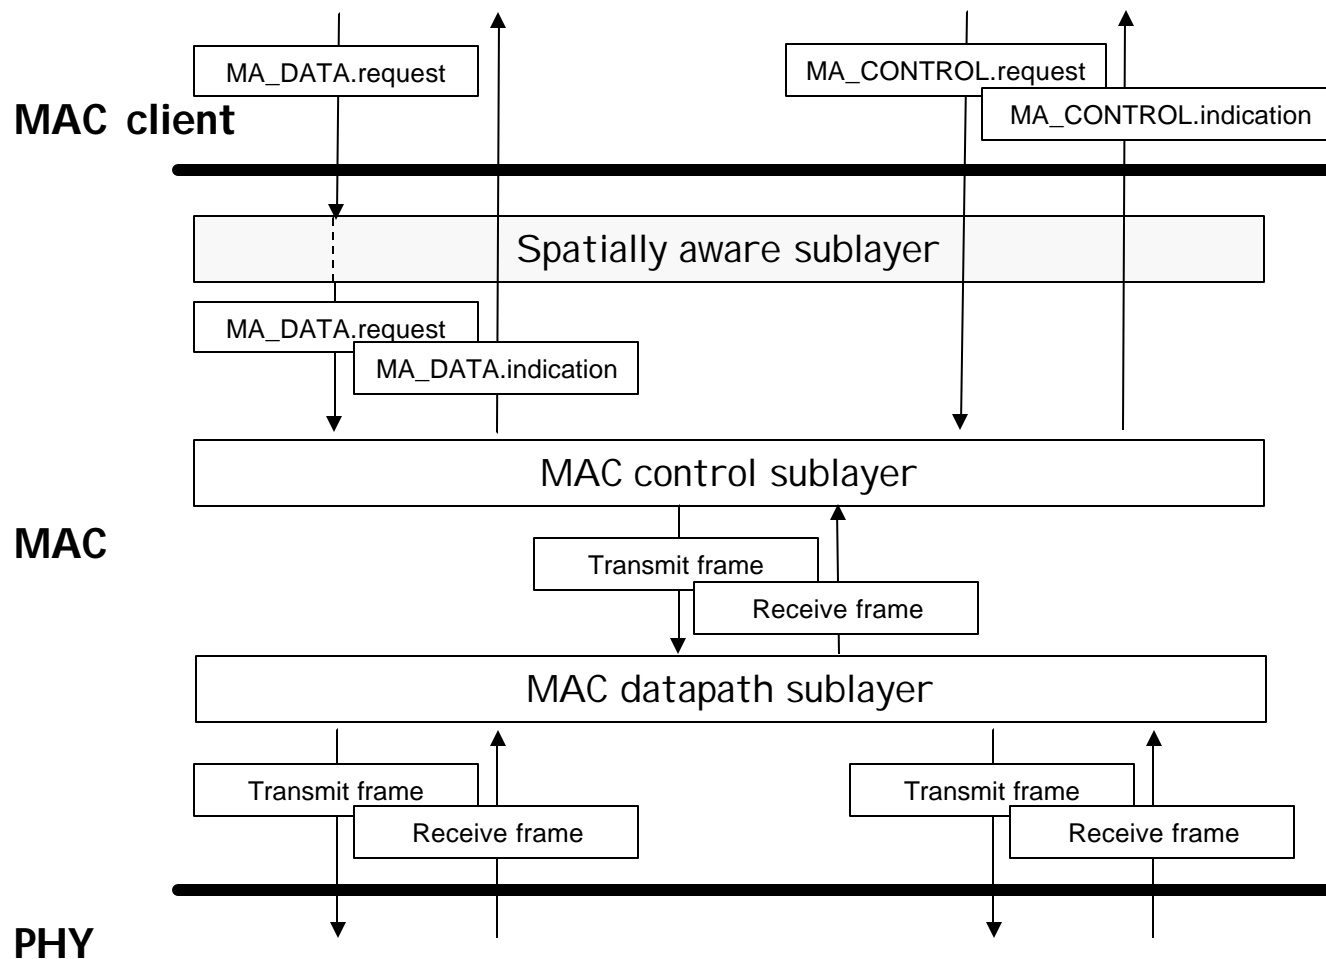 MA_DATA.request
MA_CONTROL.request
MAC client
MA_CONTROL.indication
Spatially aware sublayer
MA_DATA.request
MA_DATA.indication
MAC control sublayer
MAC
Transmit frame
Receive frame
MAC datapath sublayer
Transmit frame
Transmit frame
Receive frame
Receive frame
PHY